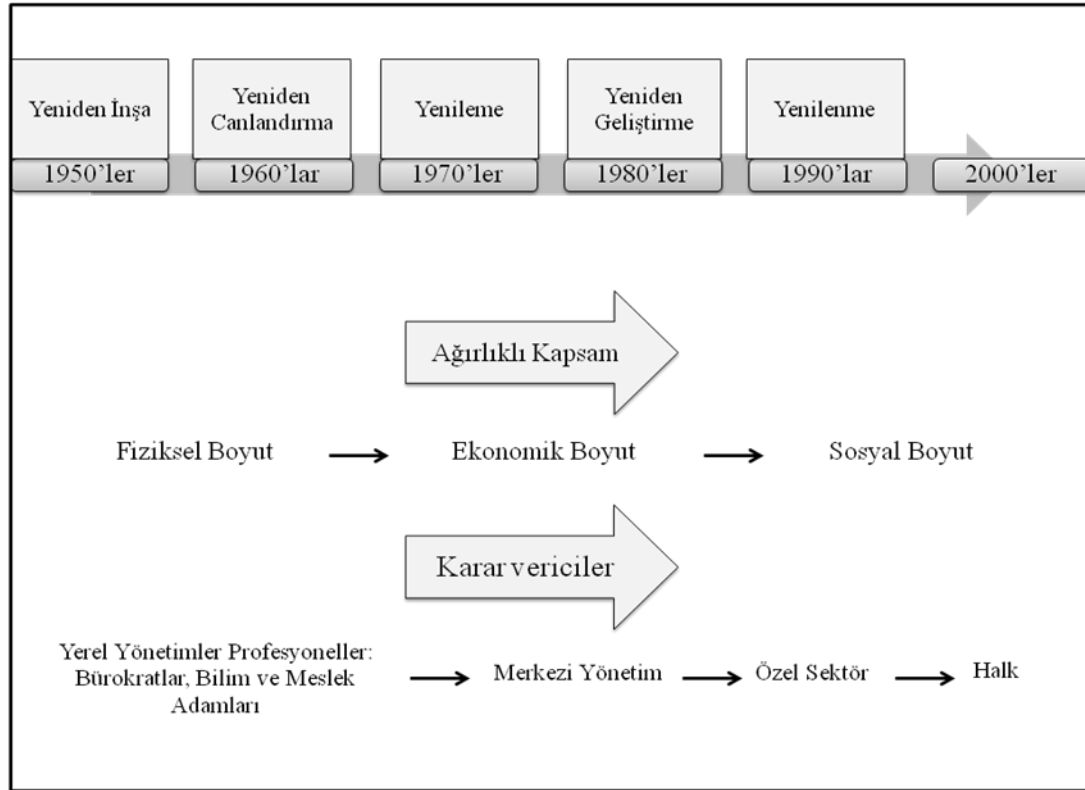 Yeniden İnşa
Yeniden
Canlandırma
Yenileme
Yeniden
Geliştirme
Yenilenme
1950’ler
1960’lar
1970’ler
1980’ler
1990’lar
2000’ler
Ağırlıklı Kapsam
Fiziksel Boyut
Ekonomik Boyut
Sosyal Boyut
Karar vericiler
Yerel Yönetimler Profesyoneller:
Bürokratlar, Bilim ve Meslek
Adamları
Merkezi Yönetim
Özel Sektör
Halk